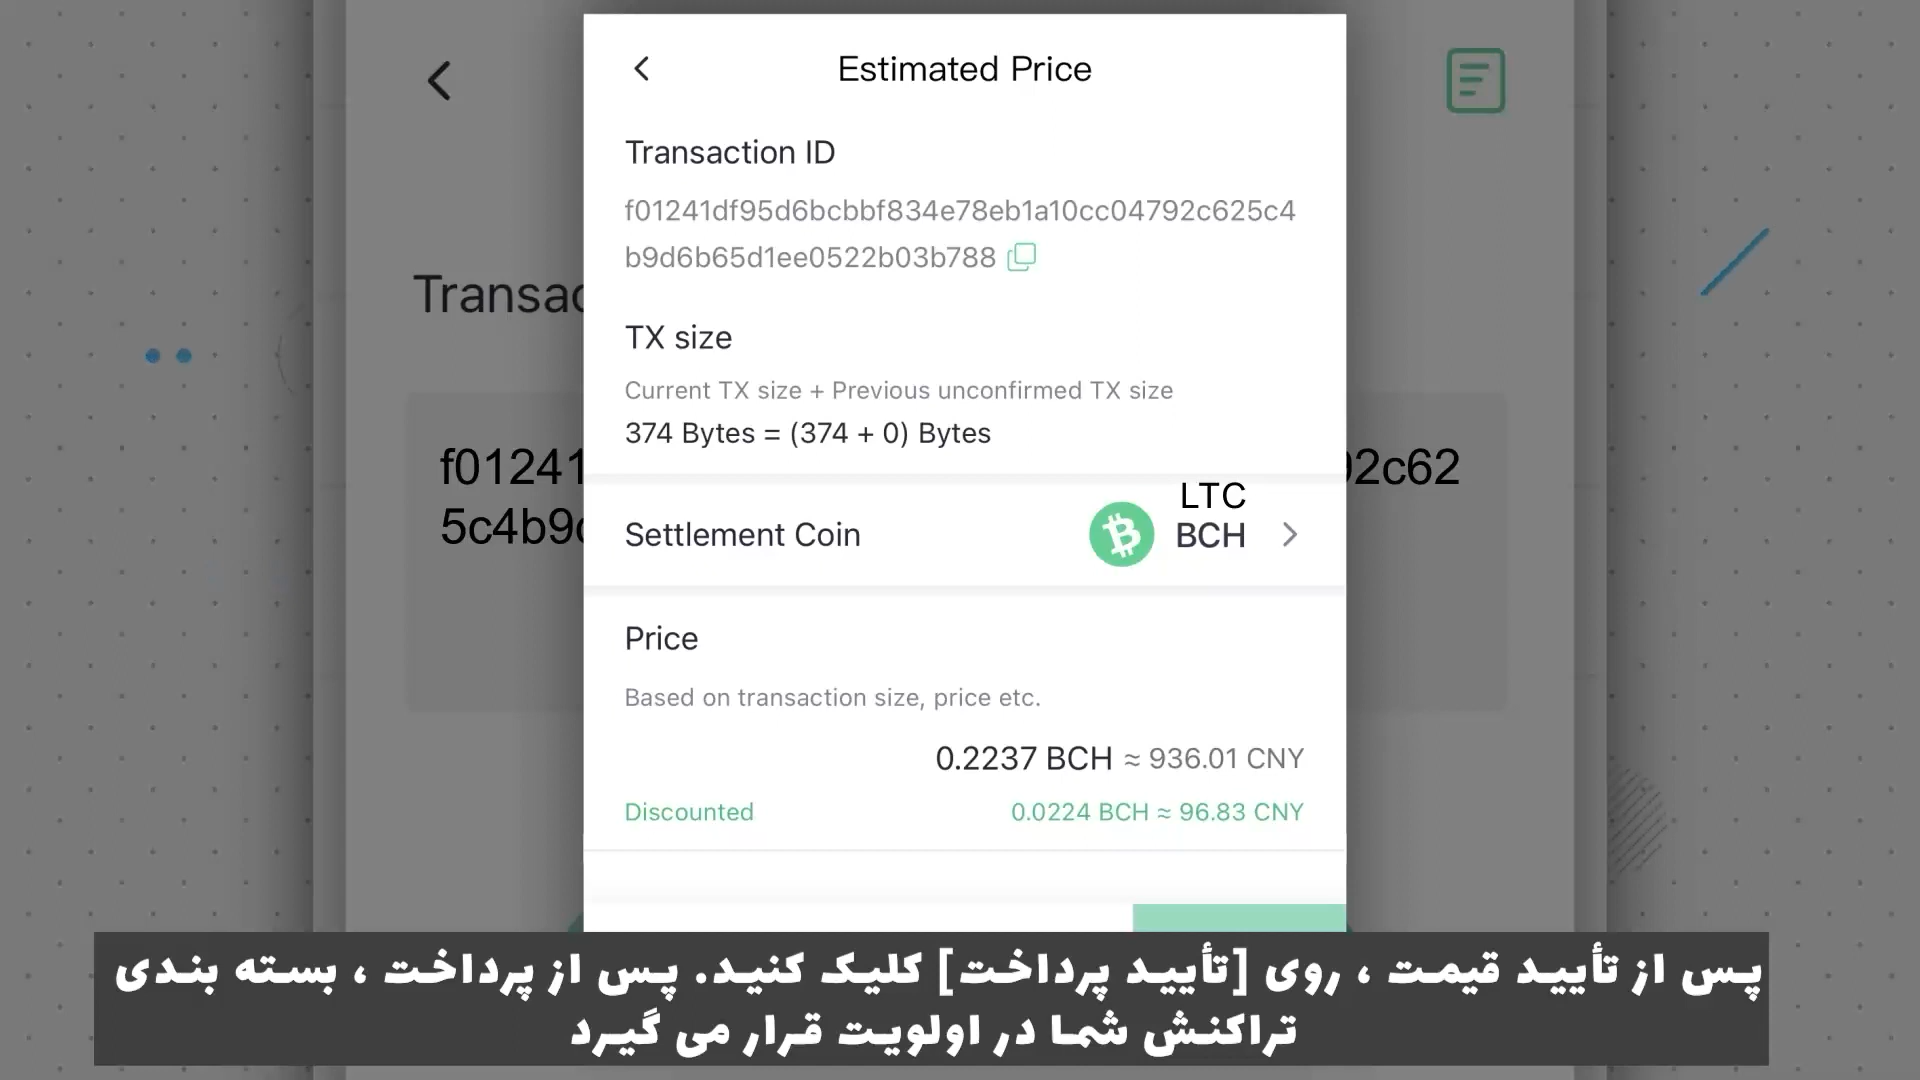 Estimated Price
Transaction ID
f01241df95d6bcbbf834e78eb1a10cc04792c625c4
b9d6b65d1ee0522b03b788
Transac
TX size
Current TX size + Previous unconfirmed TX size
374 Bytes = (374 + 0) Bytes
f01241
92c62
5c4b9
LTC
Settlement Coin
BCH
Price
Based on transaction size, price etc.
0.2237 BCH ≈ 936.01 CNY
Discounted
0.0224 BCH ≈ 96.83 CNY
پس از تأیید قیمت ، روی [تأیید پرداخت] کلیک کنید. پس از پرداخت ، بسته بندی
تراکنش شما در اولویت قرار می گیرد